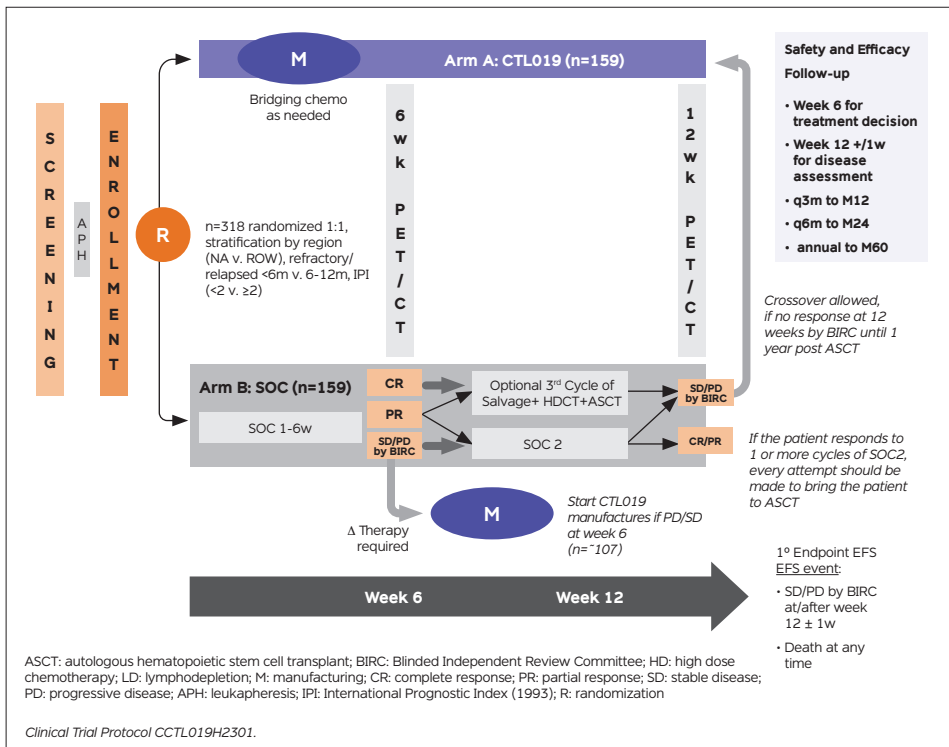 SCREENING
APH
ENROLLMENT
R
M
Arm A: CTL019 (n=159)
Bridging chemo
as needed
6wk PET/CT
12wk PET/CT
n=318 randomized 1:1,
stratification by region
(NA v. ROW), refractory/
relapsed <6m v. 6-12m, IPI
(<2 v. ≥2)
Safety and Efficacy
Follow-up
• Week 6 for
treatment decision
• Week 12 +/1w
for disease
assessment
• q3m to M12
• q6m to M24
• annual to M60
Crossover allowed,
if no response at 12
weeks by BIRC until 1
year post ASCT
Arm B: SOC (n=159)
SOC 1-6w
CR
PR
SD/PD
by BIRC
Optional 3rd Cycle of
Salvage+ HDCT+ASCT
SOC 2
SD/PD
by BIRC
CR/PR
If the patient responds to
1 or more cycles of SOC2,
every attempt should be
made to bring the patient
to ASCT
Δ Therapy
required
M
Start CTL019
manufactures if PD/SD
at week 6
(n=~107)
Week 6
Week 12
1º Endpoint EFS
EFS event:
• SD/PD by BIRC
at/after week
12 ± 1w
• Death at any
time
ASCT: autologous hematopoietic stem cell transplant; BIRC: Blinded Independent Review Committee; HD: high dose
chemotherapy; LD: lymphodepletion; M: manufacturing; CR: complete response; PR: partial response; SD: stable disease;
PD: progressive disease; APH: leukapheresis; IPI: International Prognostic Index (1993); R: randomization
Clinical Trial Protocol CCTL019H2301.